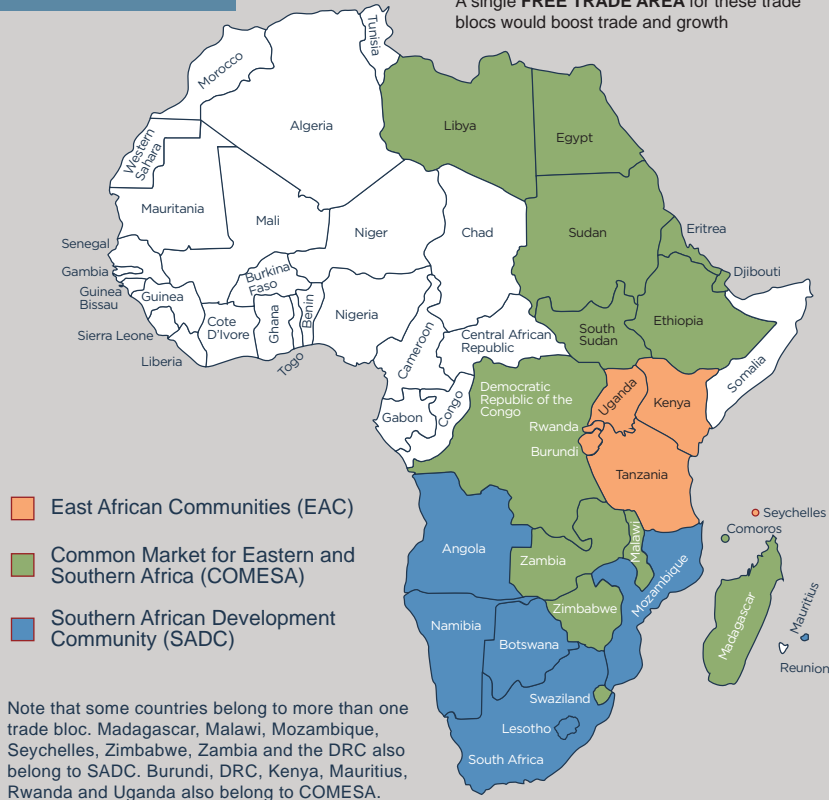 A single FREE TRADE AREA for these trade
blocs would boost trade and growth
Tunisia
Morocco
Algeria
Libya
Egypt
Western
Sahara
Mauritania
Mali
Niger
Chad
Sudan
Eritrea
Senegal
Gambia
Guinea
Bissau
Guinea
Burkina
Faso
Djibouti
Sierra Leone
Liberia
Cote
D'Ivore
Ghana
Togo
Benin
Nigeria
Cameroon
Central African
Republic
South
Sudan
Ethiopia
Somalia
Gabon
Congo
Democratic
Republic of the
Congo
Uganda
Kenya
Rwanda
Burundi
Tanzania
Seychelles
Comoros
East African Communities (EAC)
Common Market for Eastern and
Southern Africa (COMESA)
Southern African Development
Community (SADC)
Angola
Zambia
Malawi
Mozambique
Zimbabwe
Namibia
Botswana
Madagascar
Mauritius
Reunion
Swaziland
Lesotho
South Africa
Note that some countries belong to more than one
trade bloc. Madagascar, Malawi, Mozambique,
Seychelles, Zimbabwe, Zambia and the DRC also
belong to SADC. Burundi, DRC, Kenya, Mauritius,
Rwanda and Uganda also belong to COMESA.